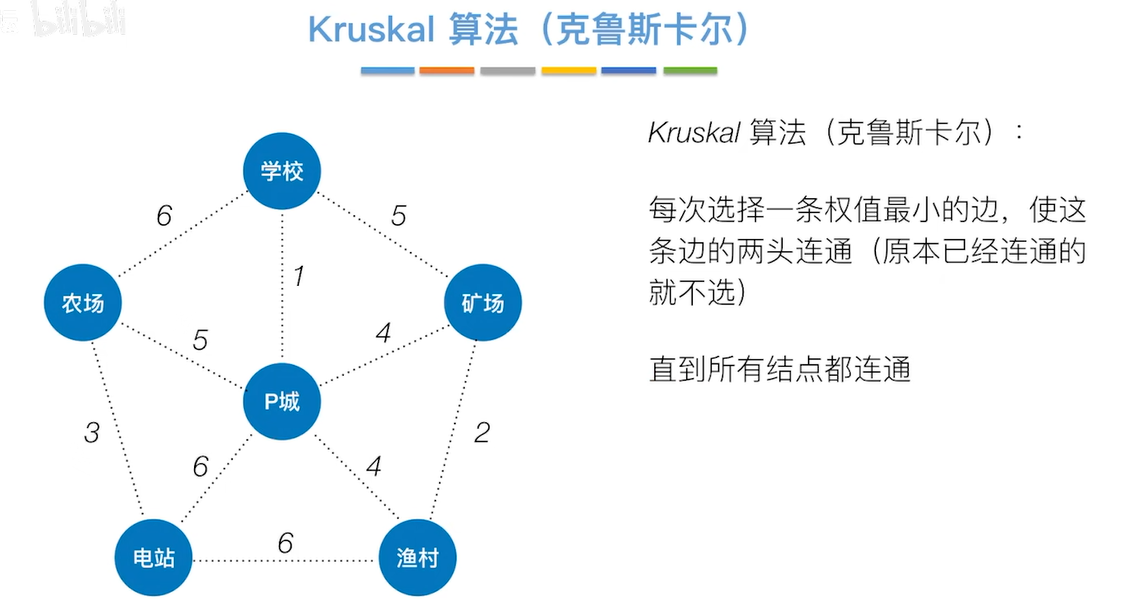 bilibili
Kruskal 算法（克鲁斯卡尔）
Kruskal 算法（克鲁斯卡尔）:
每次选择一条权值最小的边，使这
条边的两头连通（原本已经连通的
就不选）
直到所有结点都连通
学校
6
5
1
农场
矿场
5
4
P城
3
2
6
4
6
电站
渔村